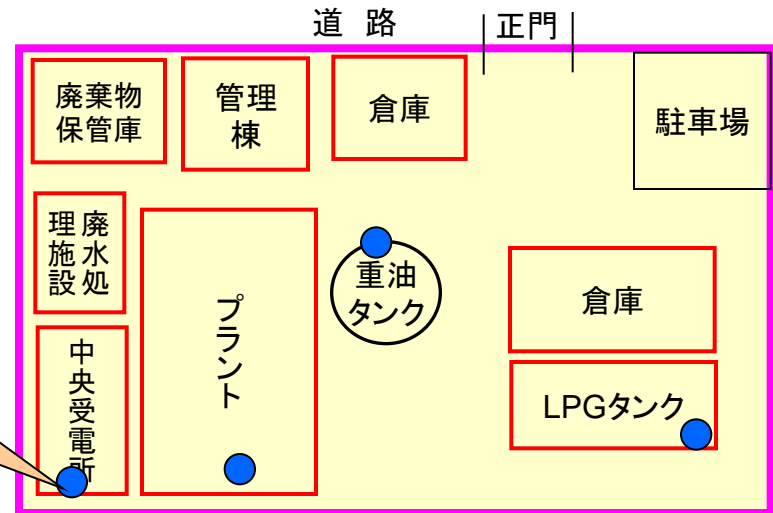 道 路
正門
廃棄物
保管庫
管理
棟
倉庫
駐車場
廃水処
理施設
重油
タンク
プラント
倉庫
中央受電所
LPGタンク